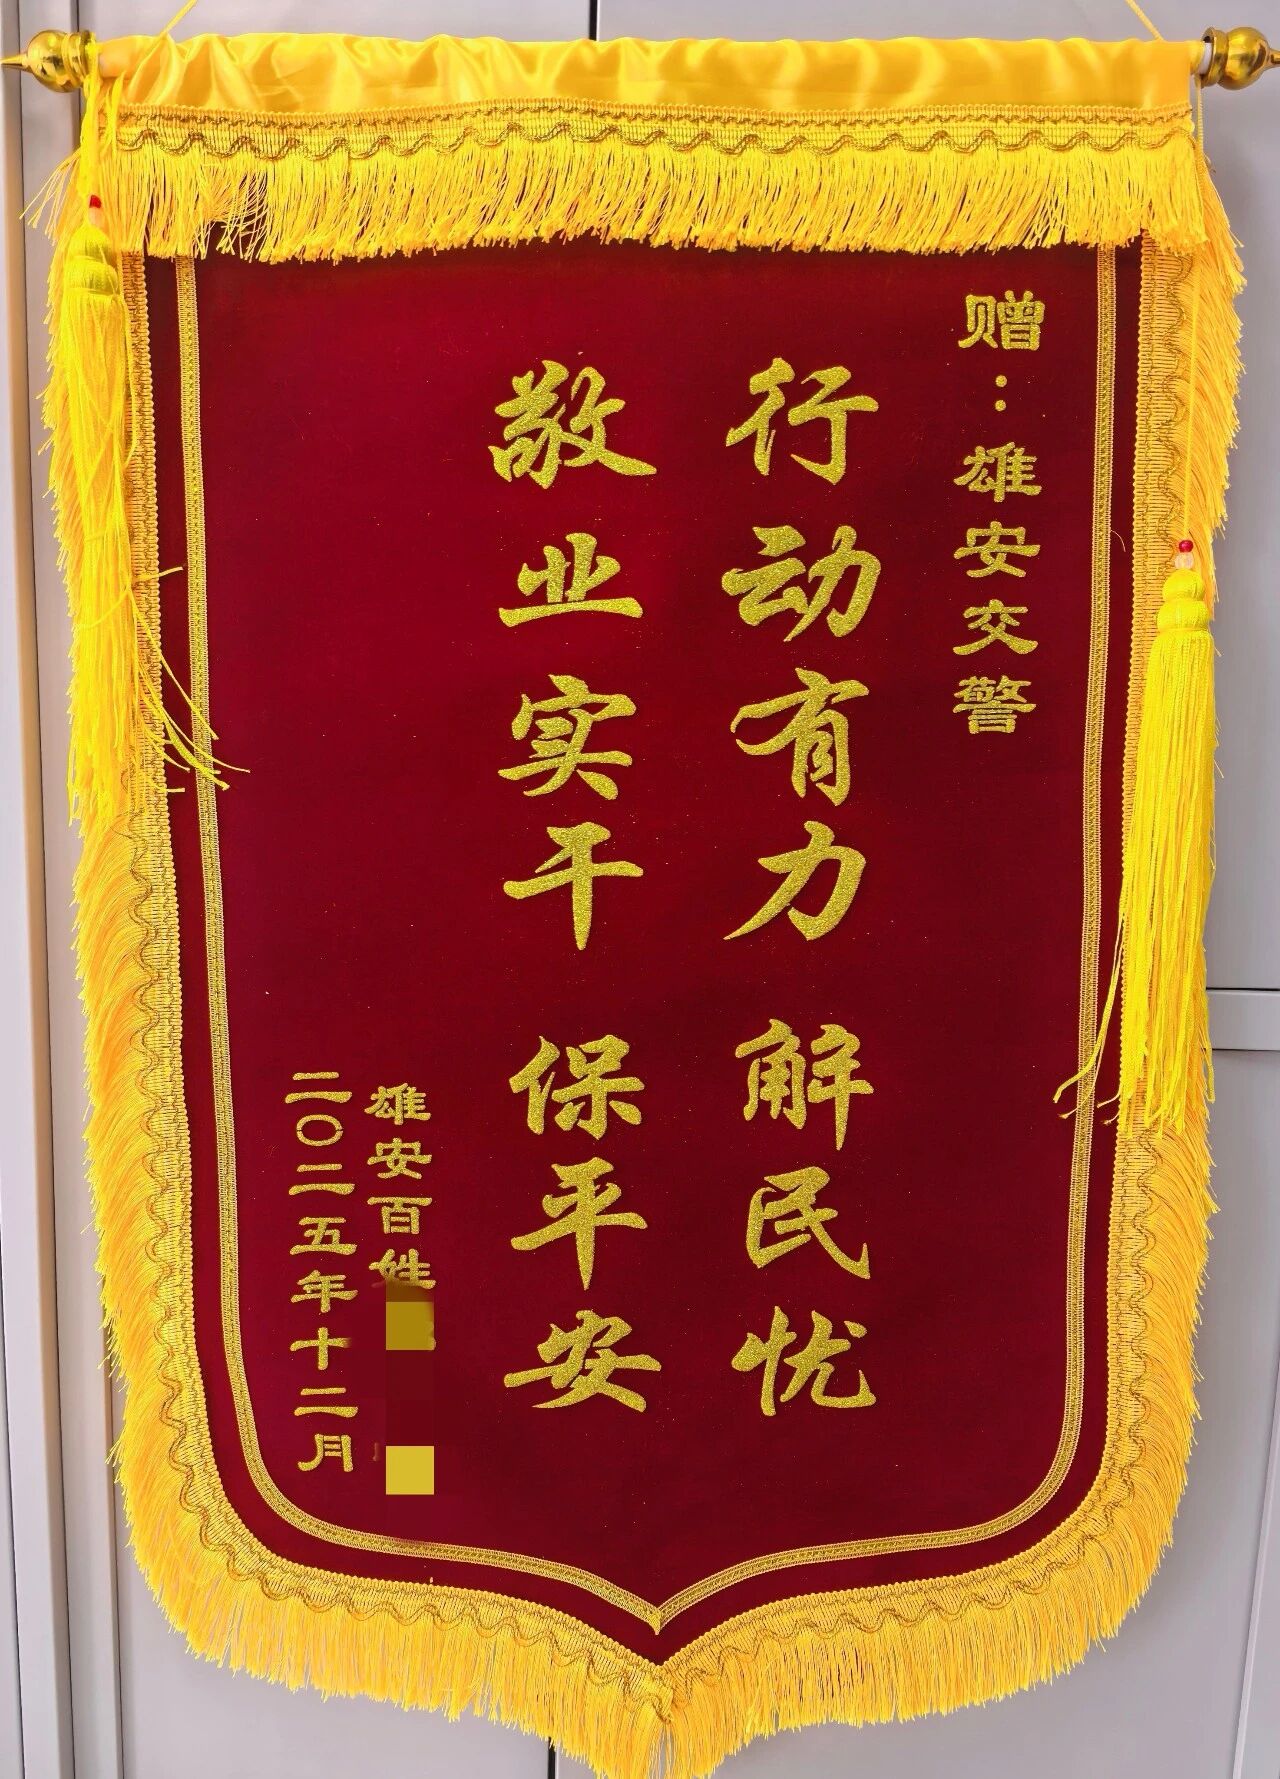 赠：雄安交警
行动有力 解民忧
敬业实干 保平安
雄安百姓
二〇二五年十二月